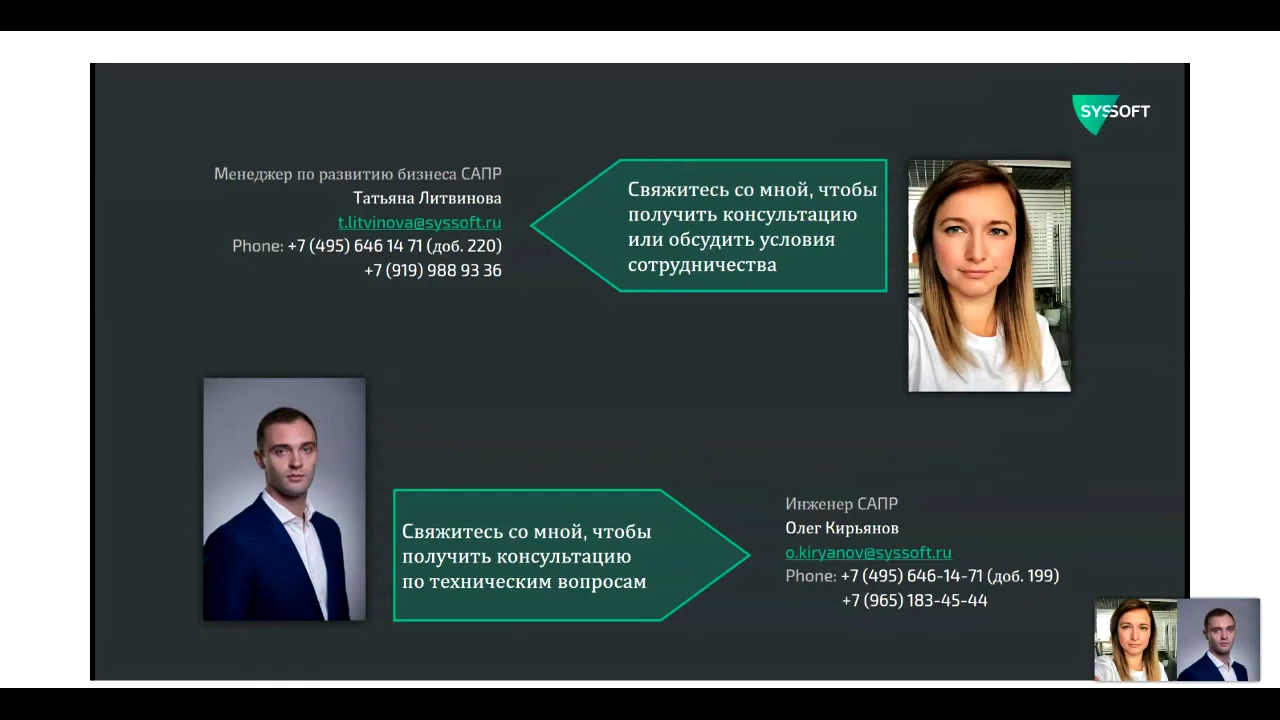 SYSSOFT
Менеджер по развитию бизнеса САПР
Татьяна Литвинова
t.litvinova@syssoft.ru
Phone: +7 (495) 646 14 71 (доб. 220)
+7 (919) 988 93 36
Свяжитесь со мной, чтобы
получить консультацию
или обсудить условия
сотрудничества
Свяжитесь со мной, чтобы
получить консультацию
по техническим вопросам
Инженер САПР
Олег Кирьянов
o.kiryanov@syssoft.ru
Phone: +7 (495) 646-14-71 (доб. 199)
+7 (965) 183-45-44